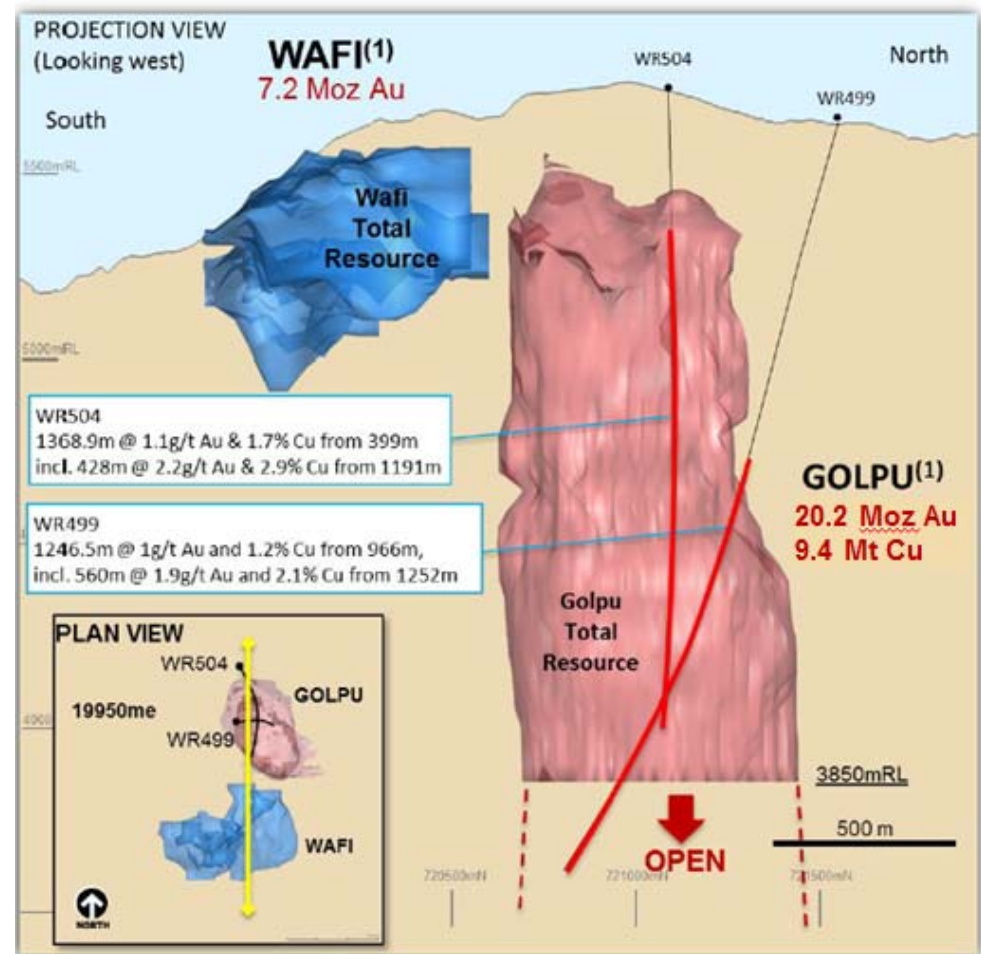 PROJECTION VIEW
(Looking west)
WAFI(1)
7.2 Moz Au
South
North
WR504
WR499
5500mRL
Wafi
Total
Resource
5000mRL
WR504
1368.9m @ 1.1g/t Au & 1.7% Cu from 399m
incl. 428m @ 2.2g/t Au & 2.9% Cu from 1191m
WR499
1246.5m @ 1g/t Au and 1.2% Cu from 966m,
incl. 560m @ 1.9g/t Au and 2.1% Cu from 1252m
GOLPU(1)
20.2 Moz Au
9.4 Mt Cu
Golpu
Total
Resource
PLAN VIEW
WR504
GOLPU
19950me
WR499
WAFI
NORTH
3850mRL
500 m
OPEN
720500mN
721000mN
721500mN